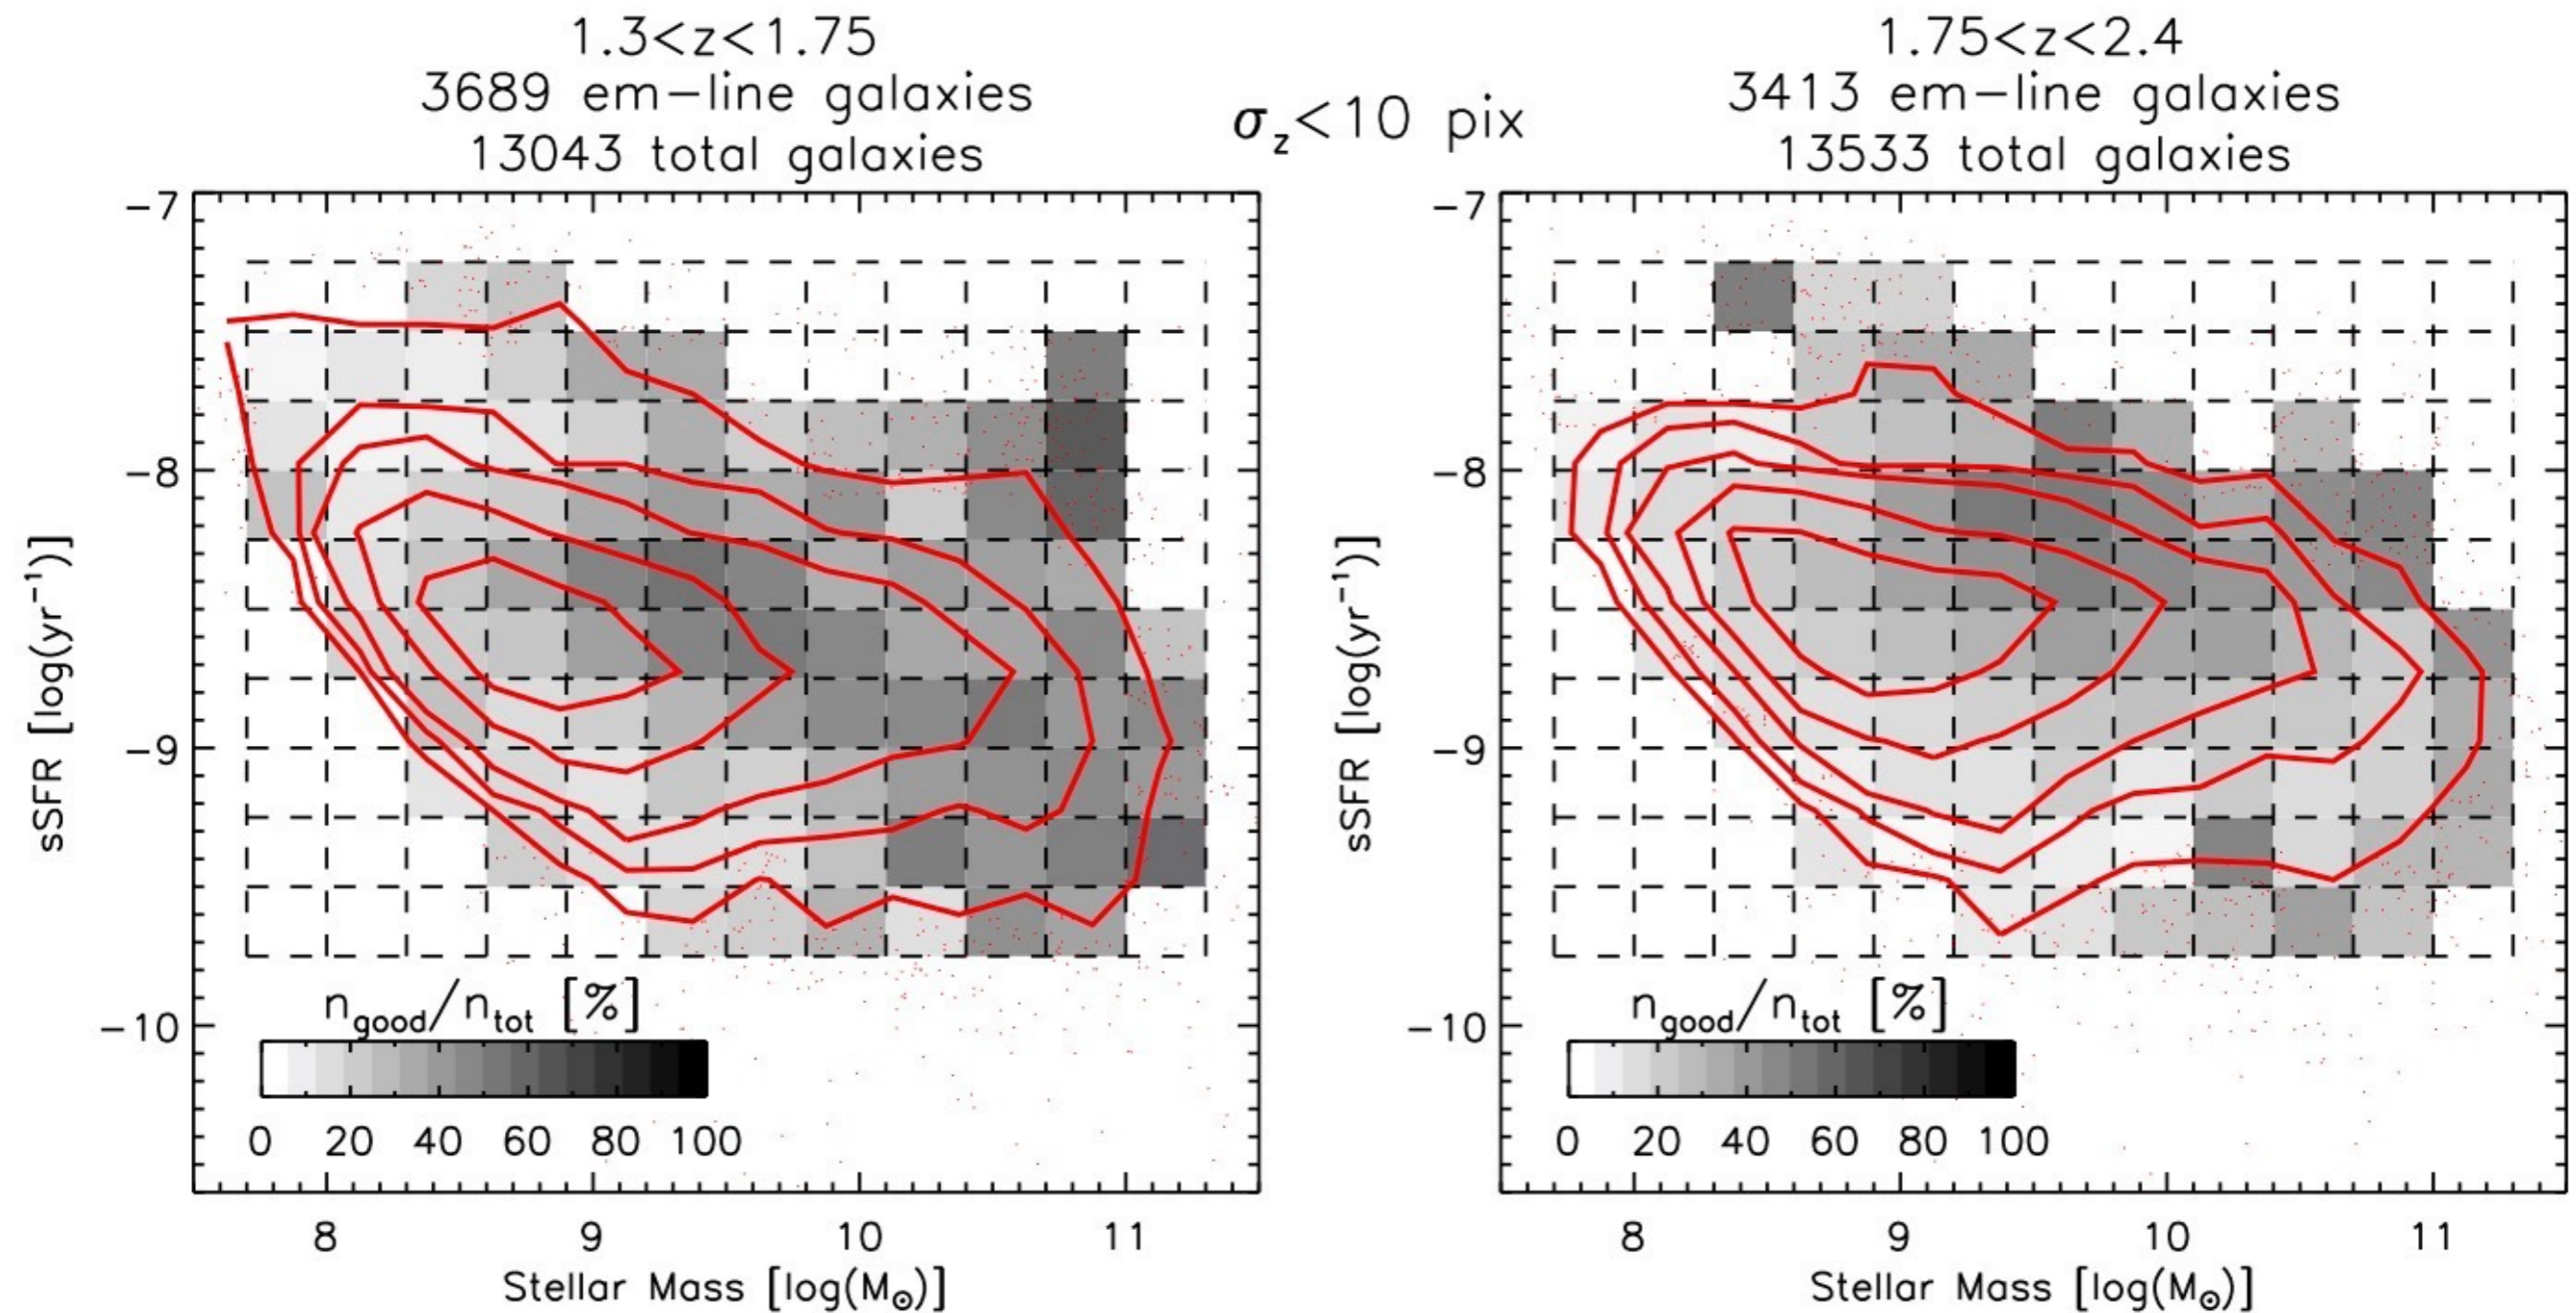 1.3<z<1.75
3689 em-line galaxies
13043 total galaxies
σz<10 pix
1.75<z<2.4
3413 em-line galaxies
13533 total galaxies
-7
-8
-9
-10
sSFR [log(yr⁻¹)]
ngood/ntot [%]
0 20 40 60 80 100
8 9 10 11
Stellar Mass [log(M⊙)]
-7
-8
-9
-10
sSFR [log(yr⁻¹)]
ngood/ntot [%]
0 20 40 60 80 100
8 9 10 11
Stellar Mass [log(M⊙)]